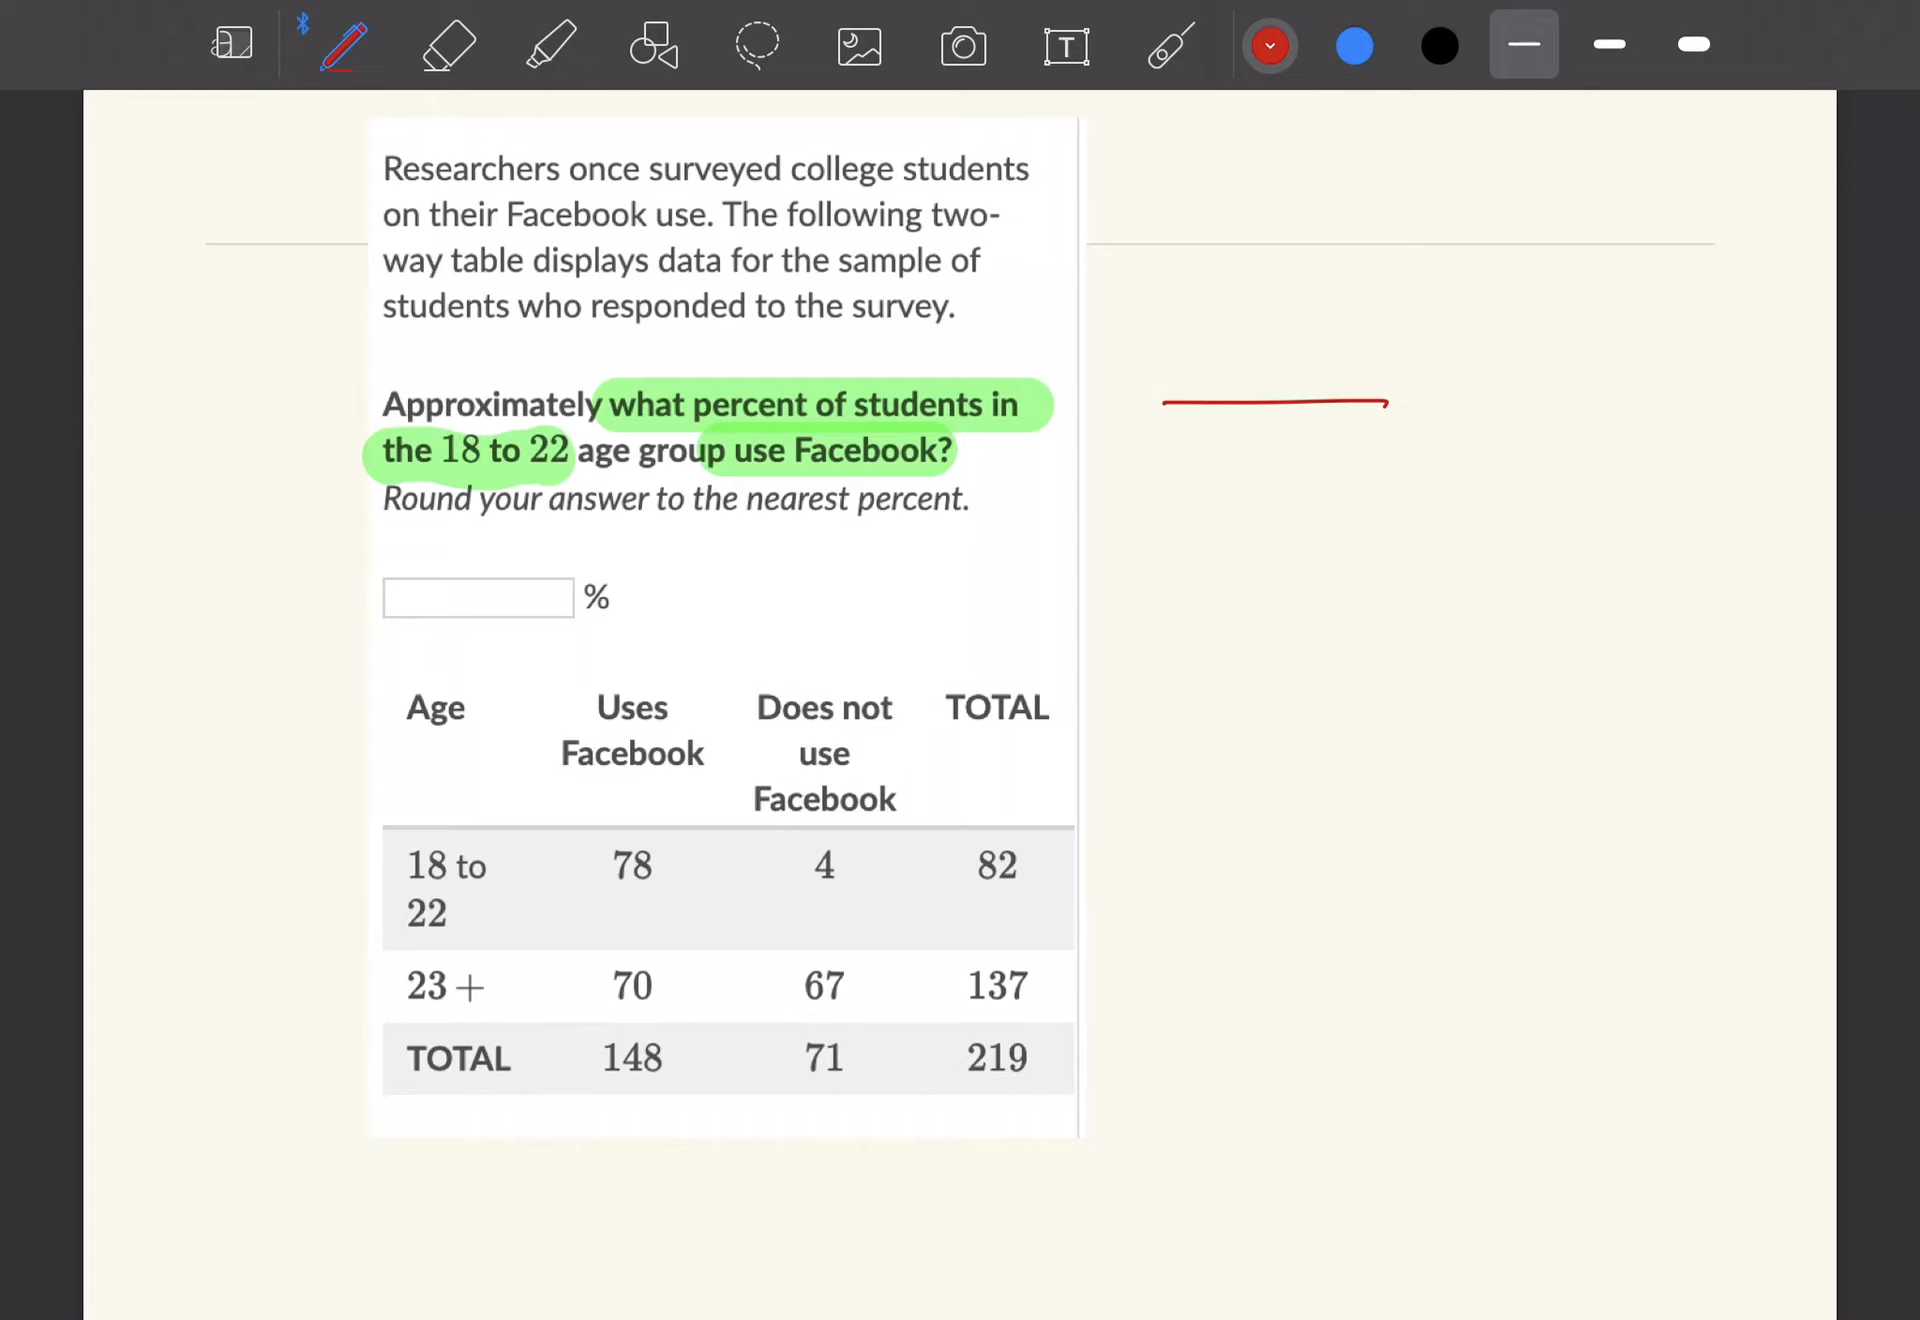 Researchers once surveyed college students
on their Facebook use. The following two-
way table displays data for the sample of
students who responded to the survey.
Approximately what percent of students in
the 18 to 22 age group use Facebook?
Round your answer to the nearest percent.
%
Age Uses Facebook Does not use Facebook TOTAL
18 to 22 78 4 82
23 + 70 67 137
TOTAL 148 71 219